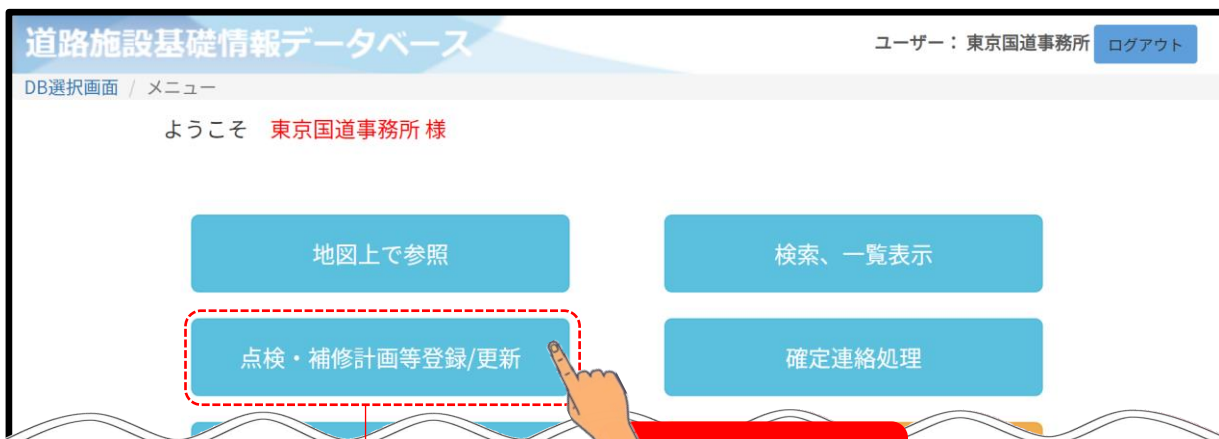 道路施設基礎情報データベース
ユーザー： 東京国道事務所 ログアウト
DB選択画面 / メニュー
ようこそ 東京国道事務所 様
地図上で参照
検索、一覧表示
点検・補修計画等登録/更新
確定連絡処理